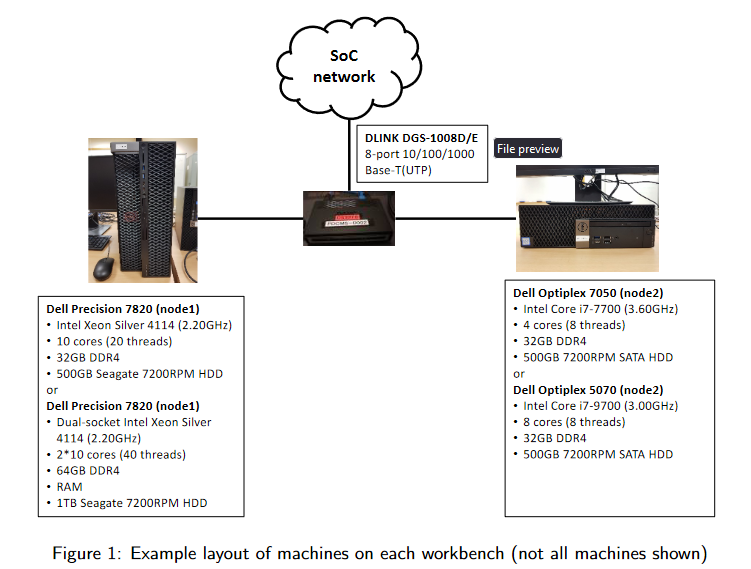 SoC
network
DLINK DGS-1008D/E
8-port 10/100/1000
Base-T(UTP)
File preview
Dell Precision 7820 (node1)
• Intel Xeon Silver 4114 (2.20GHz)
• 10 cores (20 threads)
• 32GB DDR4
• 500GB Seagate 7200RPM HDD
or
Dell Precision 7820 (node1)
• Dual-socket Intel Xeon Silver
4114 (2.20GHz)
• 2*10 cores (40 threads)
• 64GB DDR4
• RAM
• 1TB Seagate 7200RPM HDD
Dell Optiplex 7050 (node2)
• Intel Core i7-7700 (3.60GHz)
• 4 cores (8 threads)
• 32GB DDR4
• 500GB 7200RPM SATA HDD
or
Dell Optiplex 5070 (node2)
• Intel Core i7-9700 (3.00GHz)
• 8 cores (8 threads)
• 32GB DDR4
• 500GB 7200RPM SATA HDD
Figure 1: Example layout of machines on each workbench (not all machines shown)